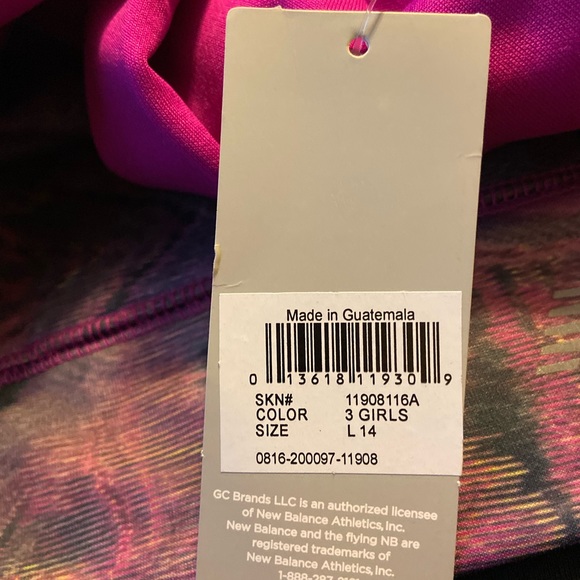 Made in Guatemala
0 13618 11930 9
SKN# 11908116A
COLOR 3 GIRLS
SIZE L 14
0816-200097-11908
GC Brands LLC is an authorized licensee
of New Balance Athletics, Inc.
New Balance and the flying NB are
registered trademarks of
New Balance Athletics, Inc.